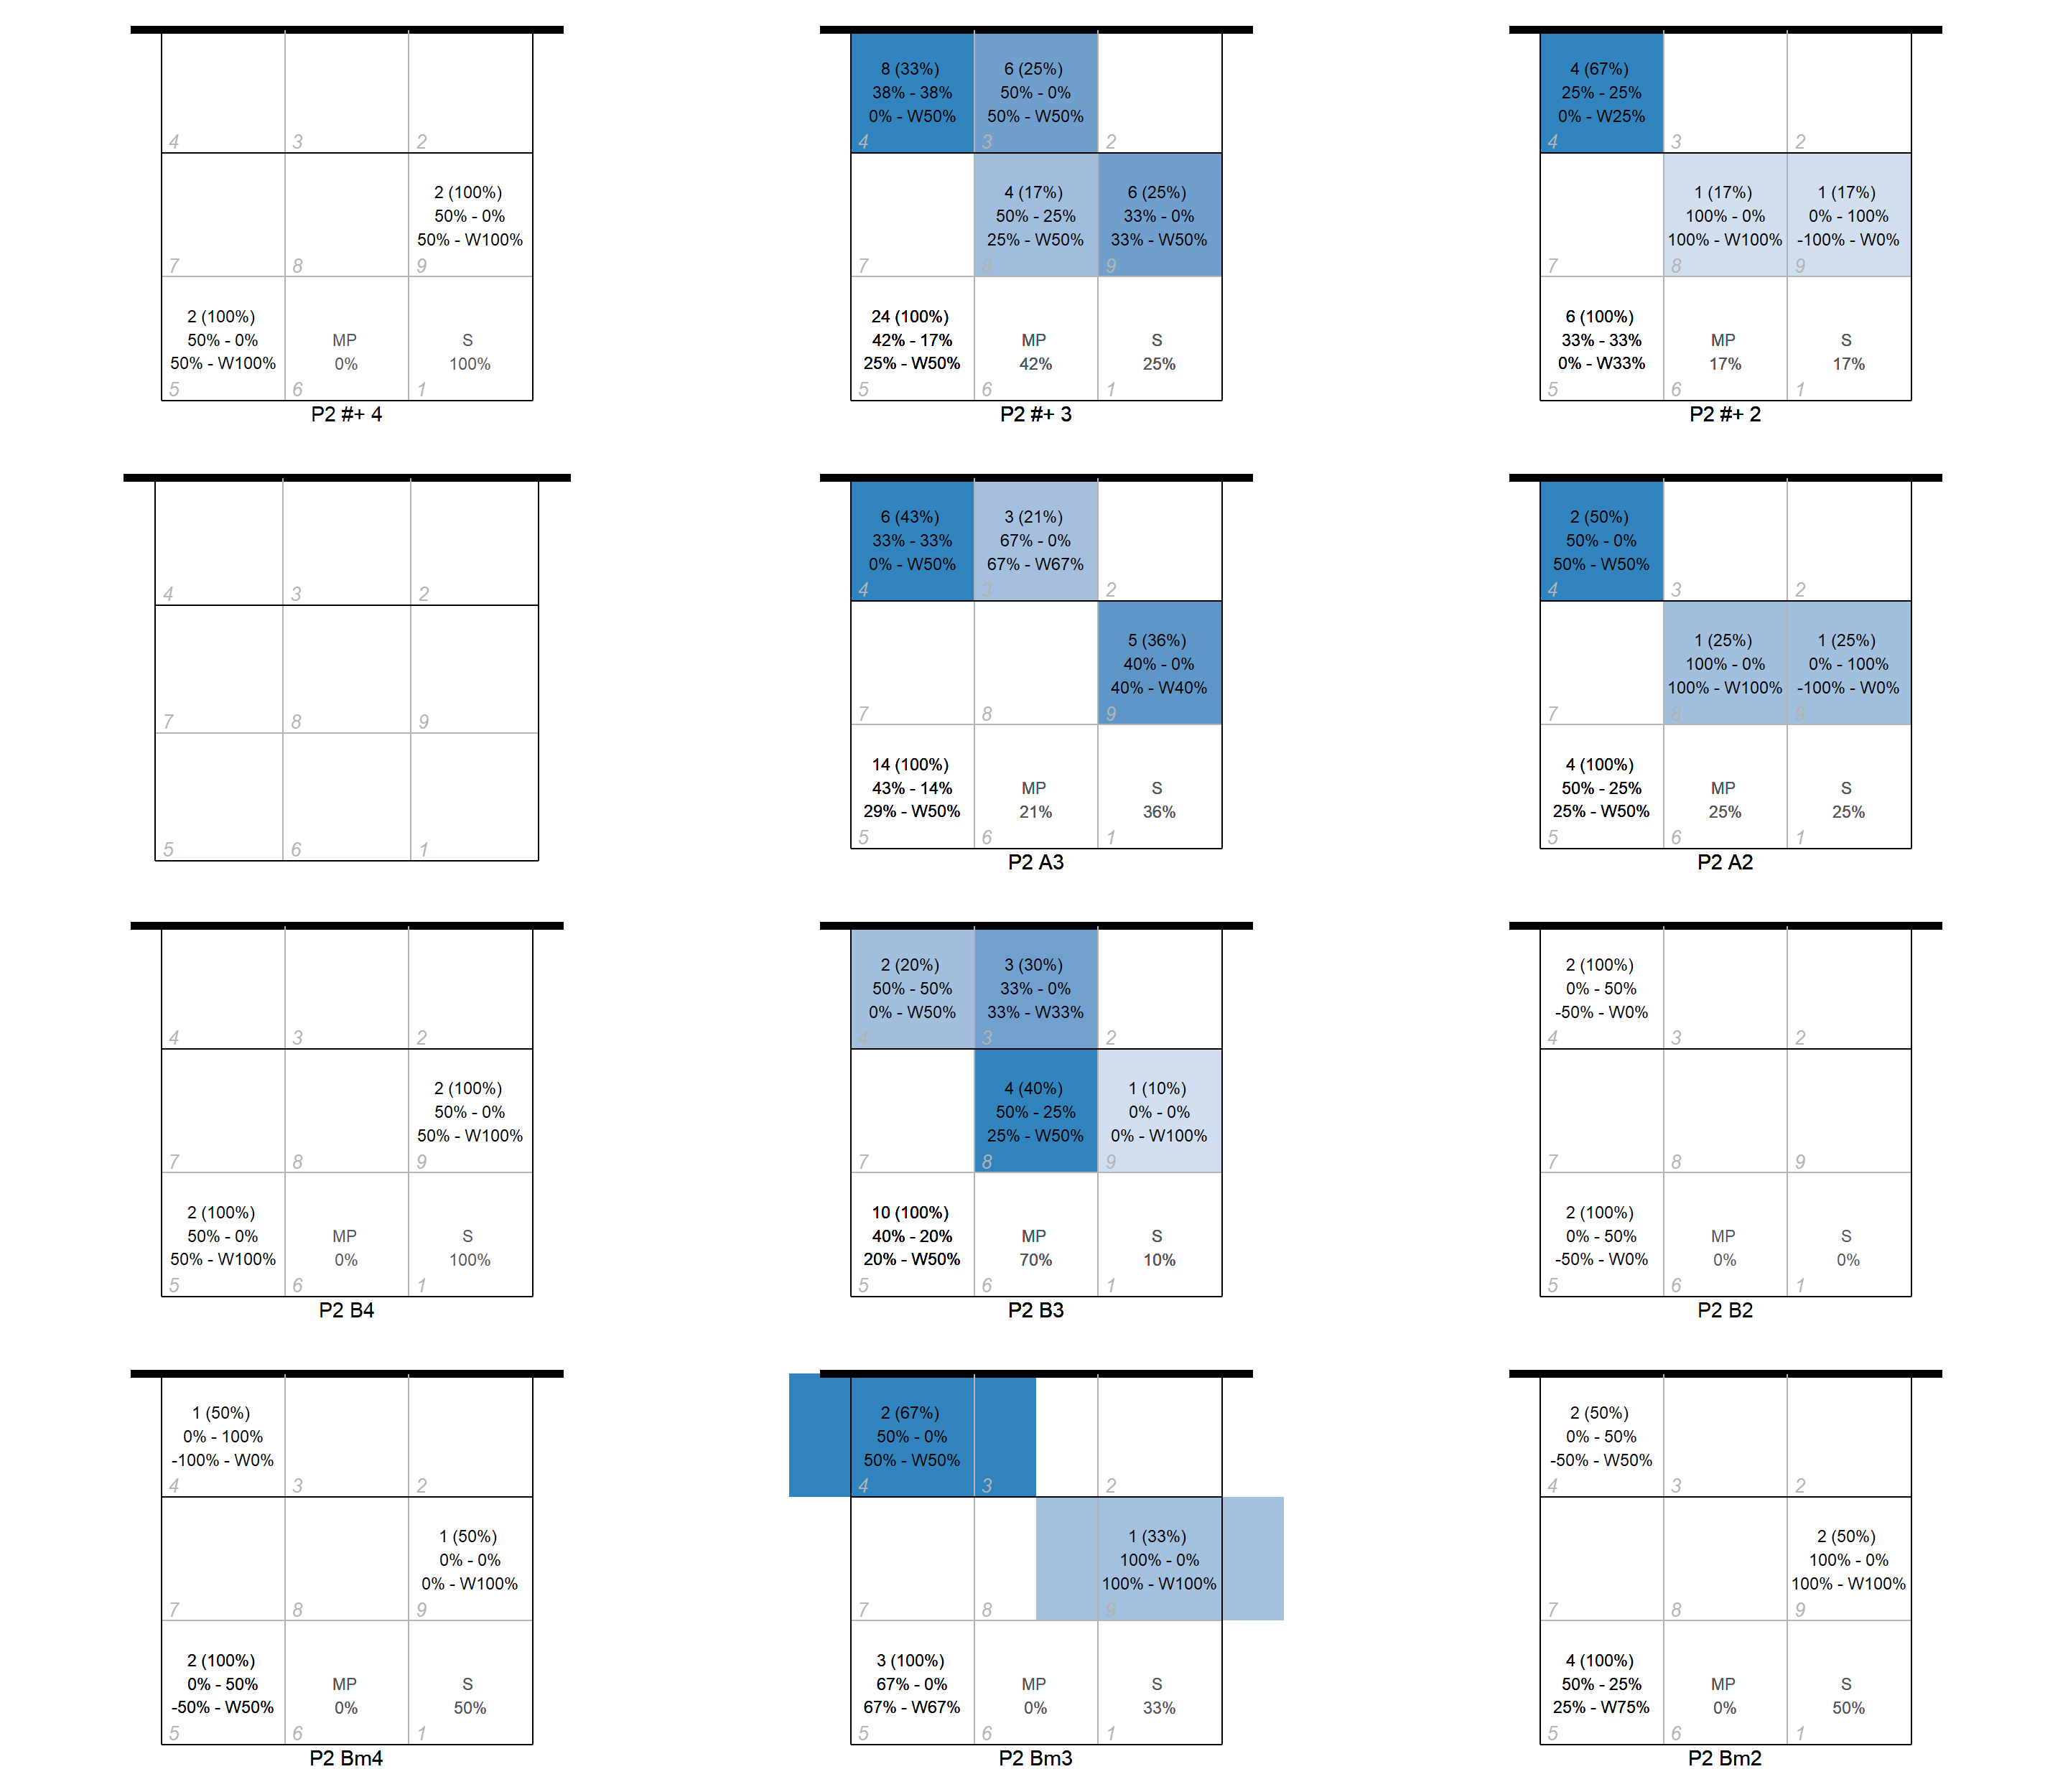 8 (33%)
38% - 38%
0% - W50%
6 (25%)
50% - 0%
50% - W50%
4 (67%)
25% - 25%
0% - W25%
4 3 2
4 3 2
4 3 2
2 (100%)
50% - 0%
50% - W100%
4 (17%)
50% - 25%
25% - W50%
6 (25%)
33% - 0%
33% - W50%
1 (17%)
100% - 0%
100% - W100%
1 (17%)
0% - 100%
-100% - W0%
7 8 9
7 8 9
7 8 9
2 (100%)
50% - 0%
50% - W100%
MP
0%
S
100%
24 (100%)
42% - 17%
25% - W50%
MP
42%
S
25%
6 (100%)
33% - 33%
0% - W33%
MP
17%
S
17%
5 6 1
5 6 1
5 6 1
P2 #+ 4
P2 #+ 3
P2 #+ 2
6 (43%)
33% - 33%
0% - W50%
3 (21%)
67% - 0%
67% - W67%
2 (50%)
50% - 0%
50% - W50%
4 3 2
4 3 2
4 3 2
5 (36%)
40% - 0%
40% - W40%
1 (25%)
100% - 0%
100% - W100%
1 (25%)
0% - 100%
-100% - W0%
7 8 9
7 8 9
7 8 9
14 (100%)
43% - 14%
29% - W50%
MP
21%
S
36%
4 (100%)
50% - 25%
25% - W50%
MP
25%
S
25%
5 6 1
5 6 1
5 6 1
P2 A3
P2 A2
2 (20%)
50% - 50%
0% - W50%
3 (30%)
33% - 0%
33% - W33%
2 (100%)
0% - 50%
-50% - W0%
4 3 2
4 3 2
4 3 2
2 (100%)
50% - 0%
50% - W100%
4 (40%)
50% - 25%
25% - W50%
1 (10%)
0% - 0%
0% - W100%
7 8 9
7 8 9
7 8 9
2 (100%)
50% - 0%
50% - W100%
MP
0%
S
100%
10 (100%)
40% - 20%
20% - W50%
MP
70%
S
10%
2 (100%)
0% - 50%
-50% - W0%
MP
0%
S
0%
5 6 1
5 6 1
5 6 1
P2 B4
P2 B3
P2 B2
1 (50%)
0% - 100%
-100% - W0%
2 (67%)
50% - 0%
50% - W50%
2 (50%)
0% - 50%
-50% - W50%
4 3 2
4 3 2
4 3 2
1 (50%)
0% - 0%
0% - W100%
1 (33%)
100% - 0%
100% - W100%
2 (50%)
100% - 0%
100% - W100%
7 8 9
7 8 9
7 8 9
2 (100%)
0% - 50%
-50% - W50%
MP
0%
S
50%
3 (100%)
67% - 0%
67% - W67%
MP
0%
S
33%
4 (100%)
50% - 25%
25% - W75%
MP
0%
S
50%
5 6 1
5 6 1
5 6 1
P2 Bm4
P2 Bm3
P2 Bm2